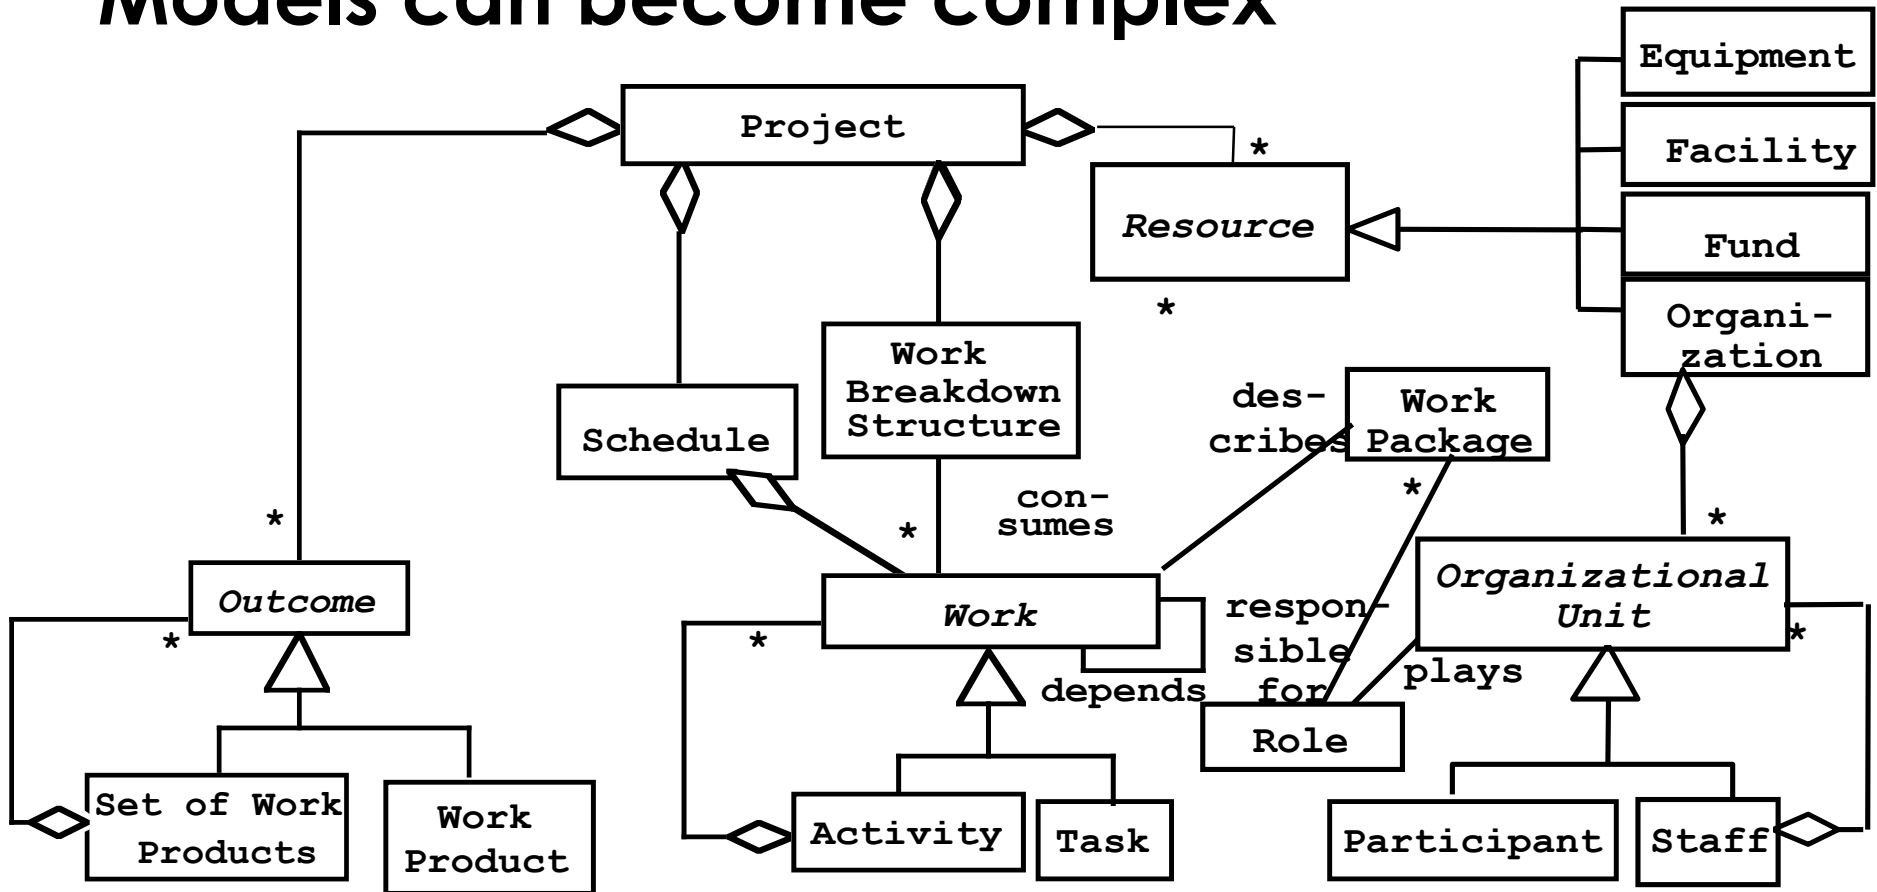 Models can become complex
Equipment
Project
*
Facility
Resource
Fund
*
Organi-
zation
Work
Breakdown
Structure
Schedule
des-
cribes
Work
Package
*
con-
sumes
*
*
*
Outcome
*
Work
*
depends
respon-
sible
for
Organizational
Unit
*
plays
Role
Set of Work
Products
Work
Product
Activity
Task
Participant
Staff